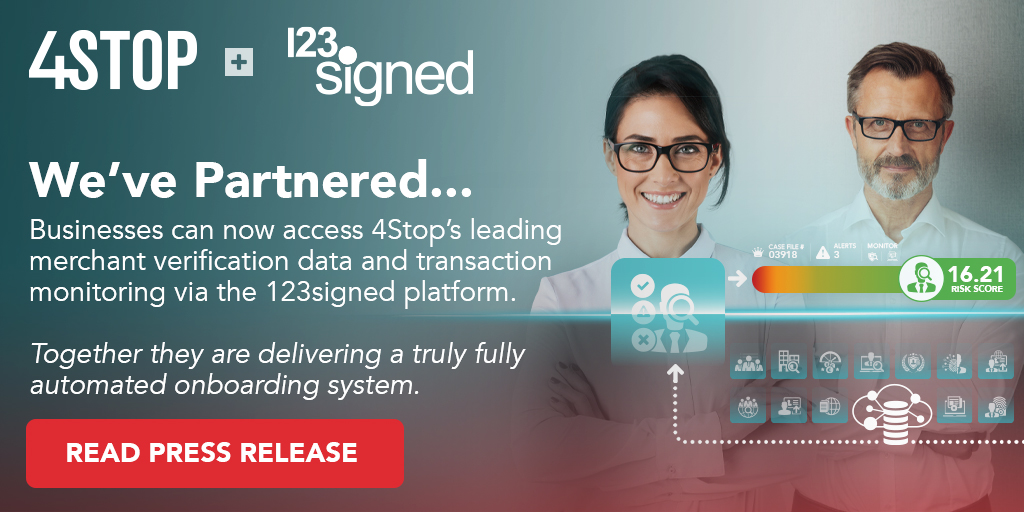 4STOP + 123signed
We've Partnered...
Businesses can now access 4Stop's leading
merchant verification data and transaction
monitoring via the 123signed platform.
Together they are delivering a truly fully
automated onboarding system.
READ PRESS RELEASE
CASE FILE #
03918
ALERTS
3
MONITOR
16.21
RISK SCORE